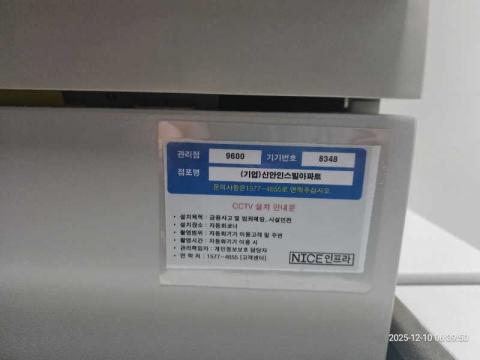 관리점 9600 기기번호 8348
점포명 (기업)신안인스빌아파트
문의사항은1577-4655로 연락주십시오.
CCTV 설치 안내문
• 설치목적 : 금융사고 및 범죄예방, 시설안전
• 설치장소 : 자동화코너
• 촬영범위 : 자동화기기 이용고객 및 주변
• 촬영시간 : 자동화기기 이용 시
• 관리책임자 : 개인정보보호 담당자
• 연 락 처 : 1577-4655 [고객센터]
NICE인프라
2025-12-10 06:39:50